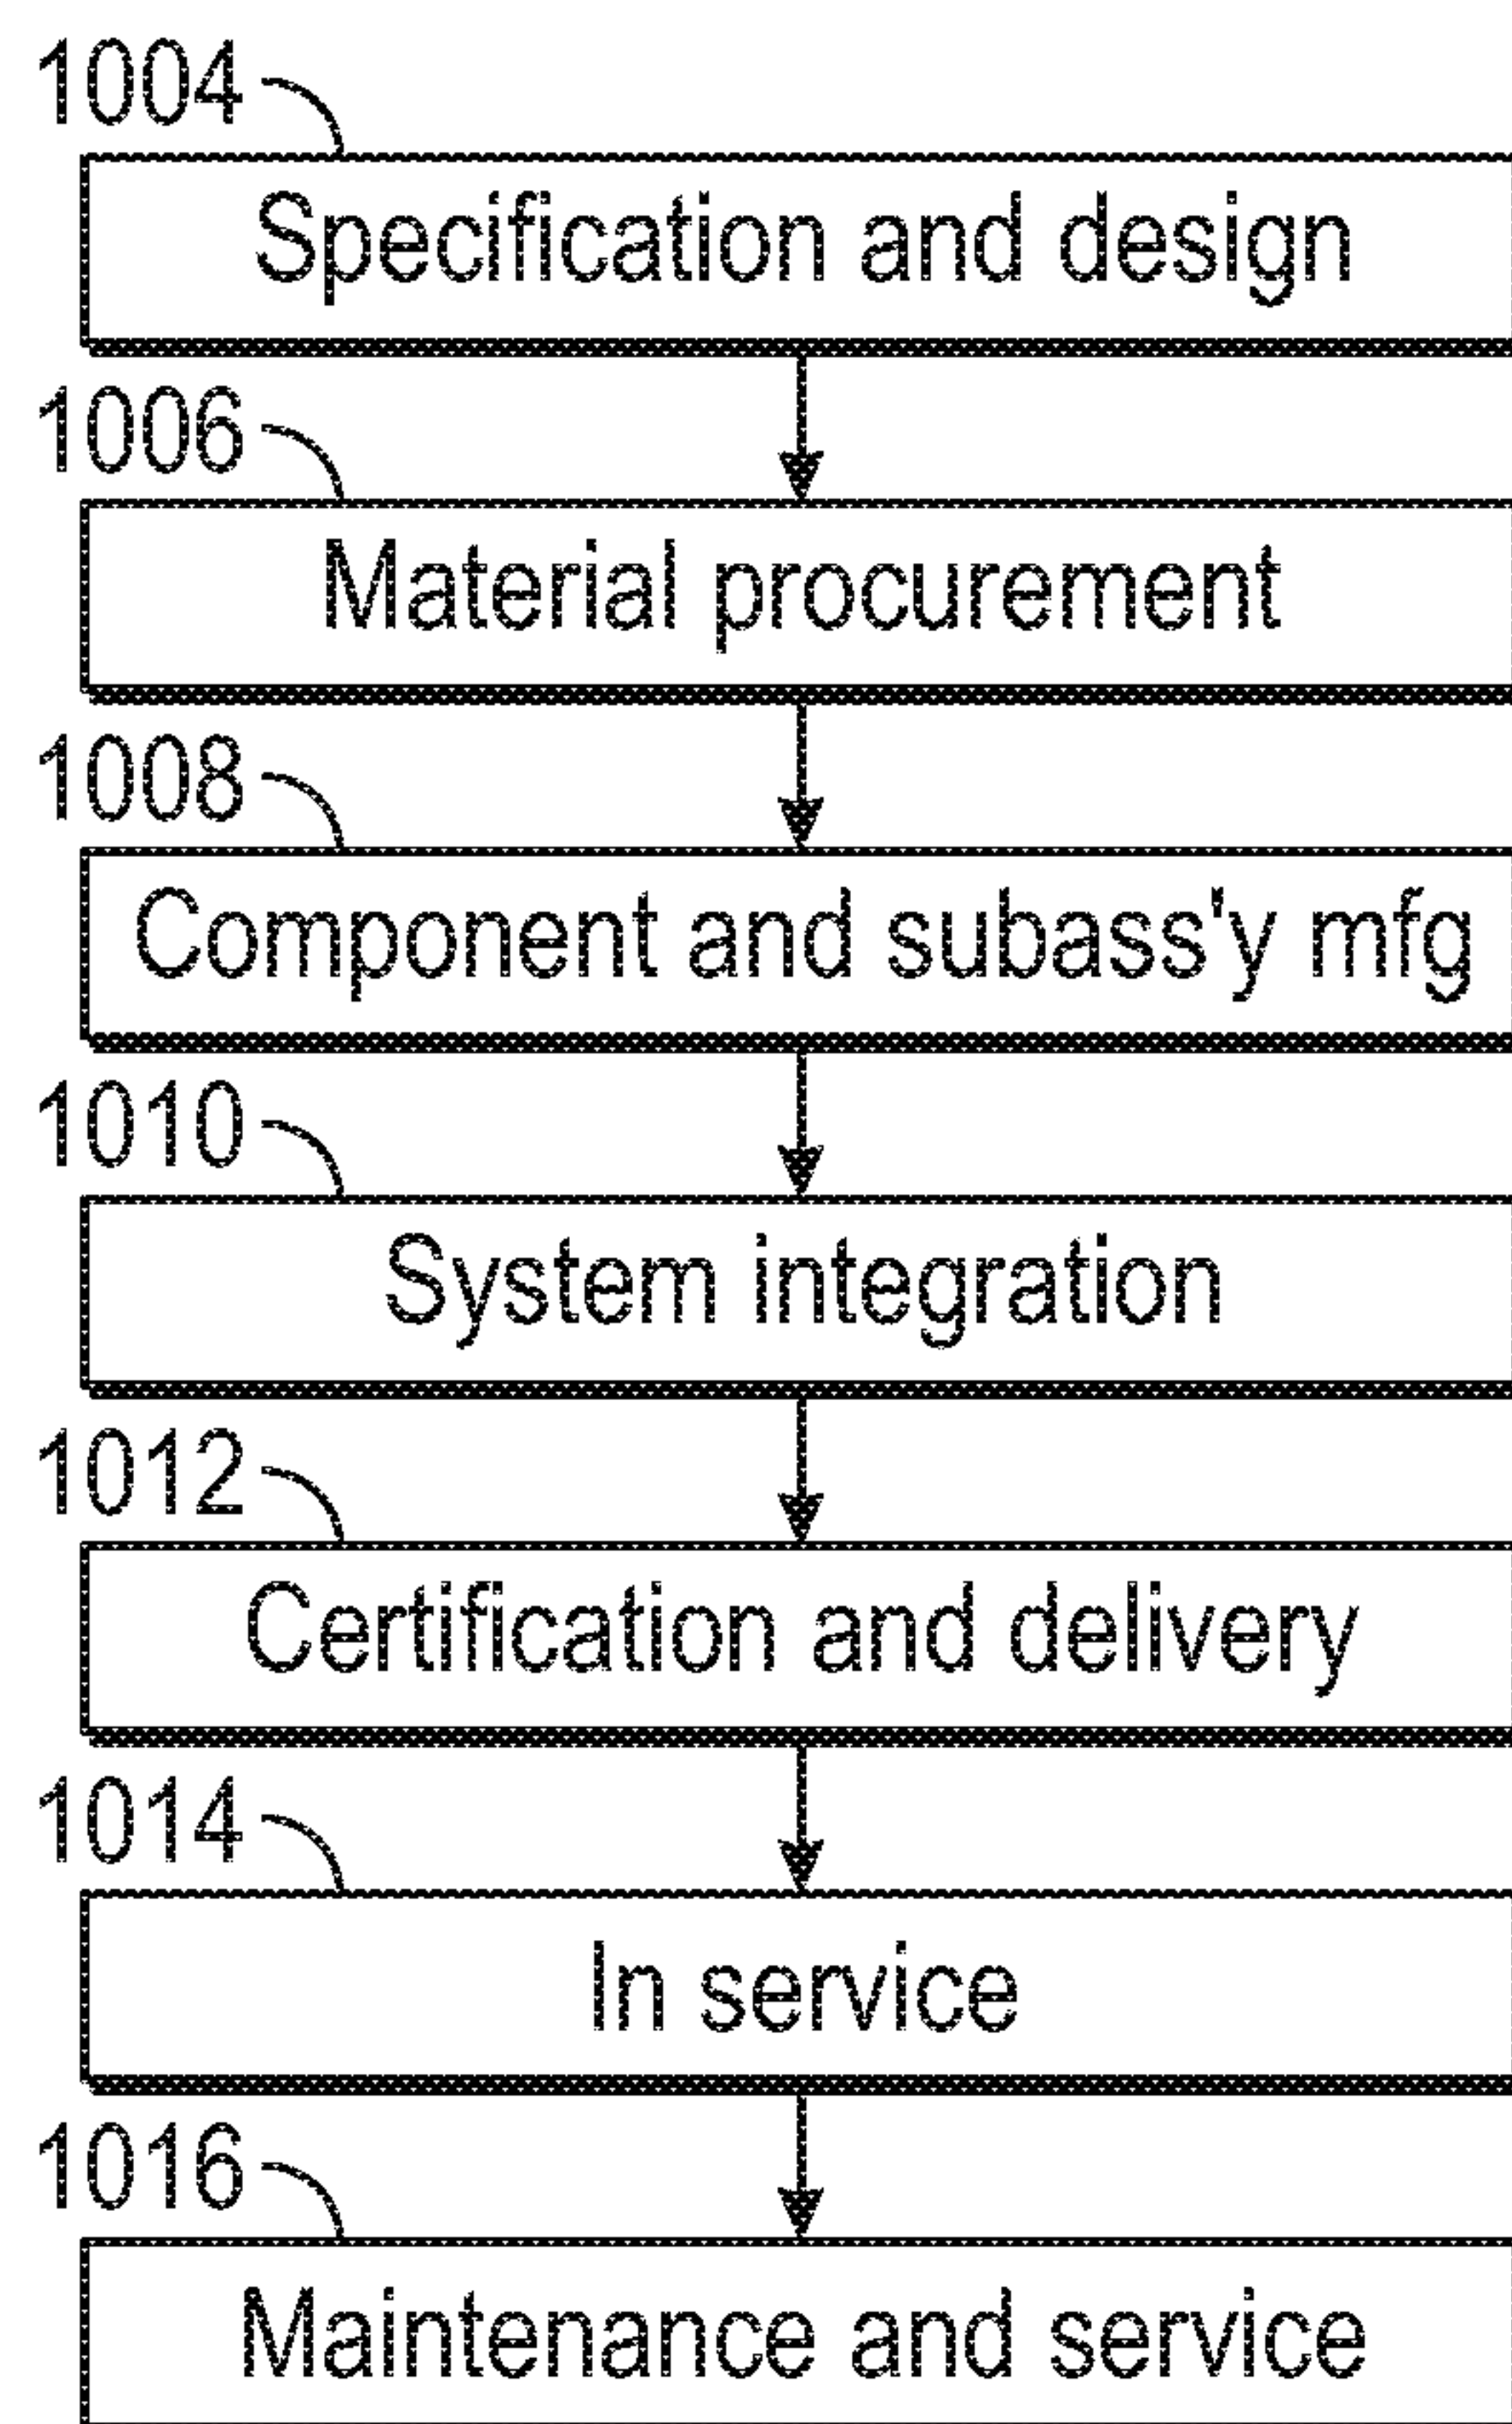 1004
Specification and design
1006
Material procurement
1008
Component and subass'y mfg
1010
System integration
1012
Certification and delivery
1014
In service
1016
Maintenance and service